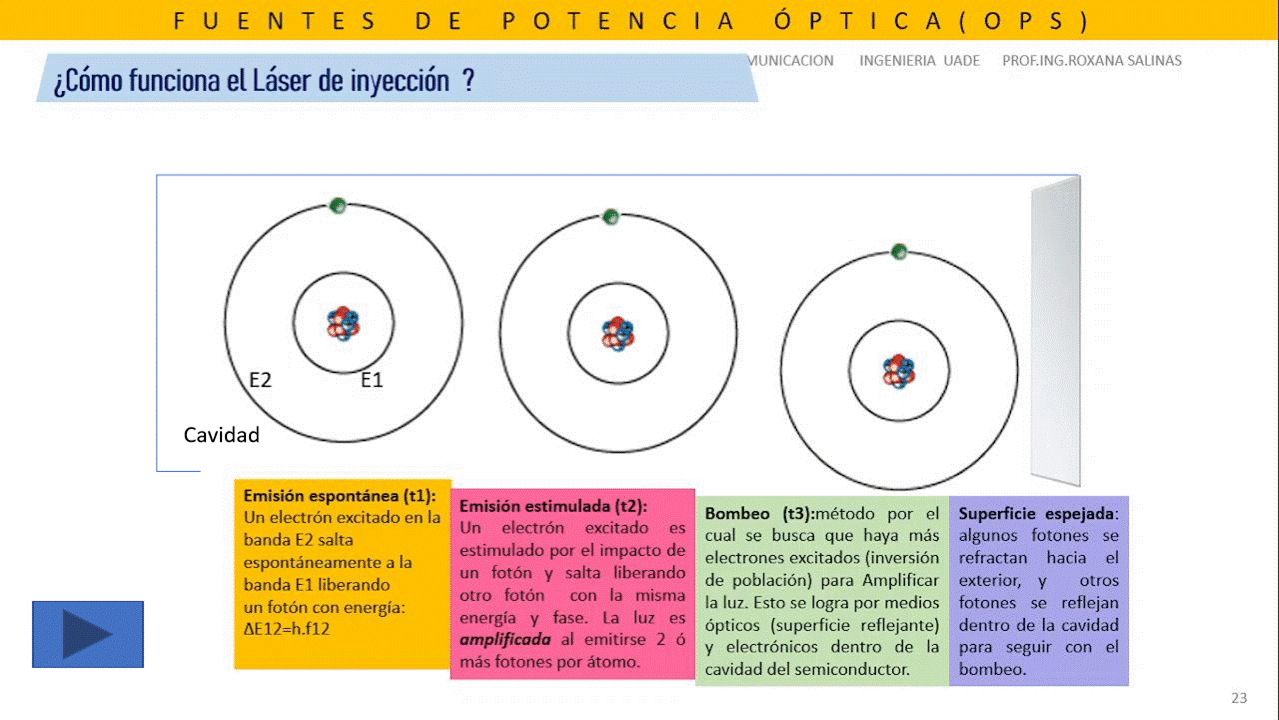 FUENTES DE POTENCIA ÓPTICA(OPS)
MUNICACION INGENIERIA UADE PROF.ING.ROXANA SALINAS
¿Cómo funciona el Láser de inyección ?
E2 E1
Cavidad
Emisión espontánea (t1):
Un electrón excitado en la
banda E2 salta
espontáneamente a la
banda E1 liberando
un fotón con energía:
ΔE12=h.f12
Emisión estimulada (t2):
Un electrón excitado es
estimulado por el impacto de
un fotón y salta liberando
otro fotón con la misma
energía y fase. La luz es
amplificada al emitirse 2 ó
más fotones por átomo.
Bombeo (t3):método por el
cual se busca que haya más
electrones excitados (inversión
de población) para Amplificar
la luz. Esto se logra por medios
ópticos (superficie reflejante)
y electrónicos dentro de la
cavidad del semiconductor.
Superficie espejada:
algunos fotones se
refractan hacia el
exterior, y otros
fotones se reflejan
dentro de la cavidad
para seguir con el
bombeo.
23